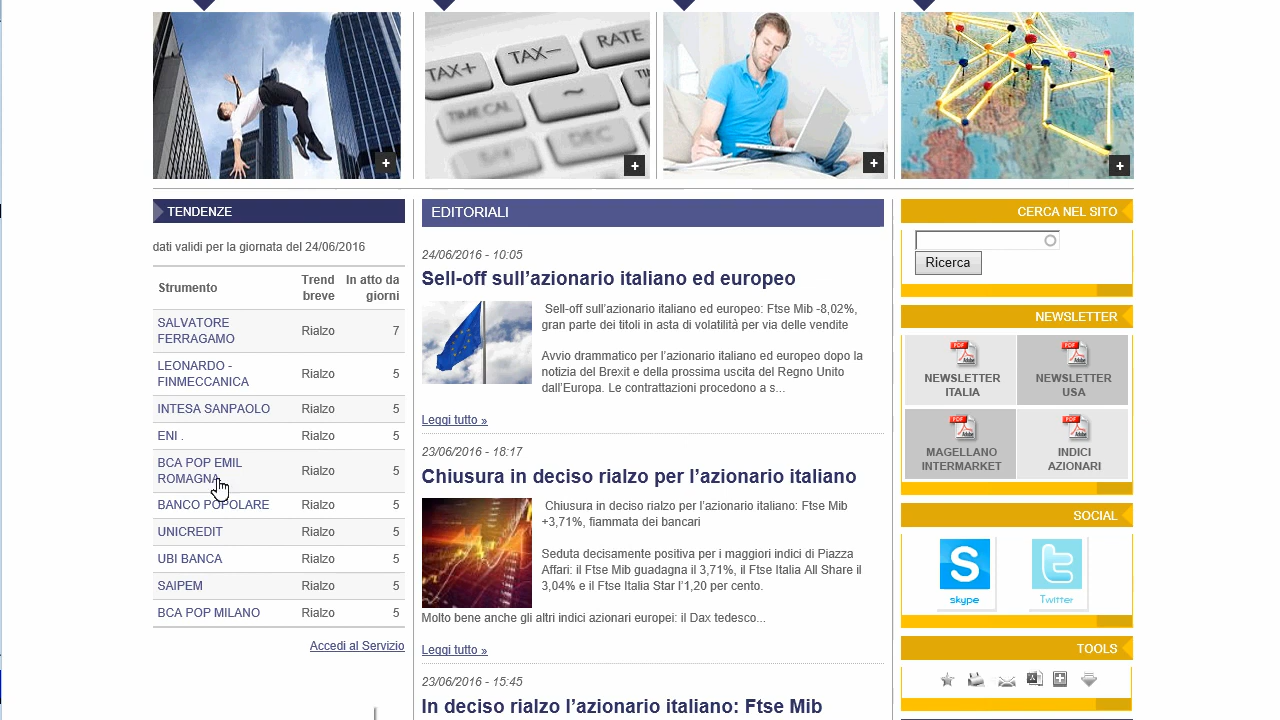 TAX+
TAX−
RATE
TIMECAL
~
DEC
TENDENZE
dati validi per la giornata del 24/06/2016
Strumento
Trend breve
In atto da giorni
SALVATORE FERRAGAMO Rialzo 7
LEONARDO - FINMECCANICA Rialzo 5
INTESA SANPAOLO Rialzo 5
ENI . Rialzo 5
BCA POP EMIL ROMAGNA Rialzo 5
BANCO POPOLARE Rialzo 5
UNICREDIT Rialzo 5
UBI BANCA Rialzo 5
SAIPEM Rialzo 5
BCA POP MILANO Rialzo 5
Accedi al Servizio
EDITORIALI
24/06/2016 - 10:05
Sell-off sull’azionario italiano ed europeo
Sell-off sull’azionario italiano ed europeo: Ftse Mib -8,02%,
gran parte dei titoli in asta di volatilità per via delle vendite
Avvio drammatico per l’azionario italiano ed europeo dopo la
notizia del Brexit e della prossima uscita del Regno Unito
dall’Europa. Le contrattazioni procedono a s...
Leggi tutto »
23/06/2016 - 18:17
Chiusura in deciso rialzo per l’azionario italiano
Chiusura in deciso rialzo per l’azionario italiano: Ftse Mib
+3,71%, fiammata dei bancari
Seduta decisamente positiva per i maggiori indici di Piazza
Affari: il Ftse Mib guadagna il 3,71%, il Ftse Italia All Share il
3,04% e il Ftse Italia Star l’1,20 per cento.
Molto bene anche gli altri indici azionari europei: il Dax tedesco...
Leggi tutto »
23/06/2016 - 15:45
In deciso rialzo l’azionario italiano: Ftse Mib
CERCA NEL SITO
Ricerca
NEWSLETTER
PDF
NEWSLETTER
ITALIA
PDF
NEWSLETTER
USA
PDF
MAGELLANO
INTERMARKET
PDF
INDICI
AZIONARI
SOCIAL
S
skype
t
Twitter
TOOLS